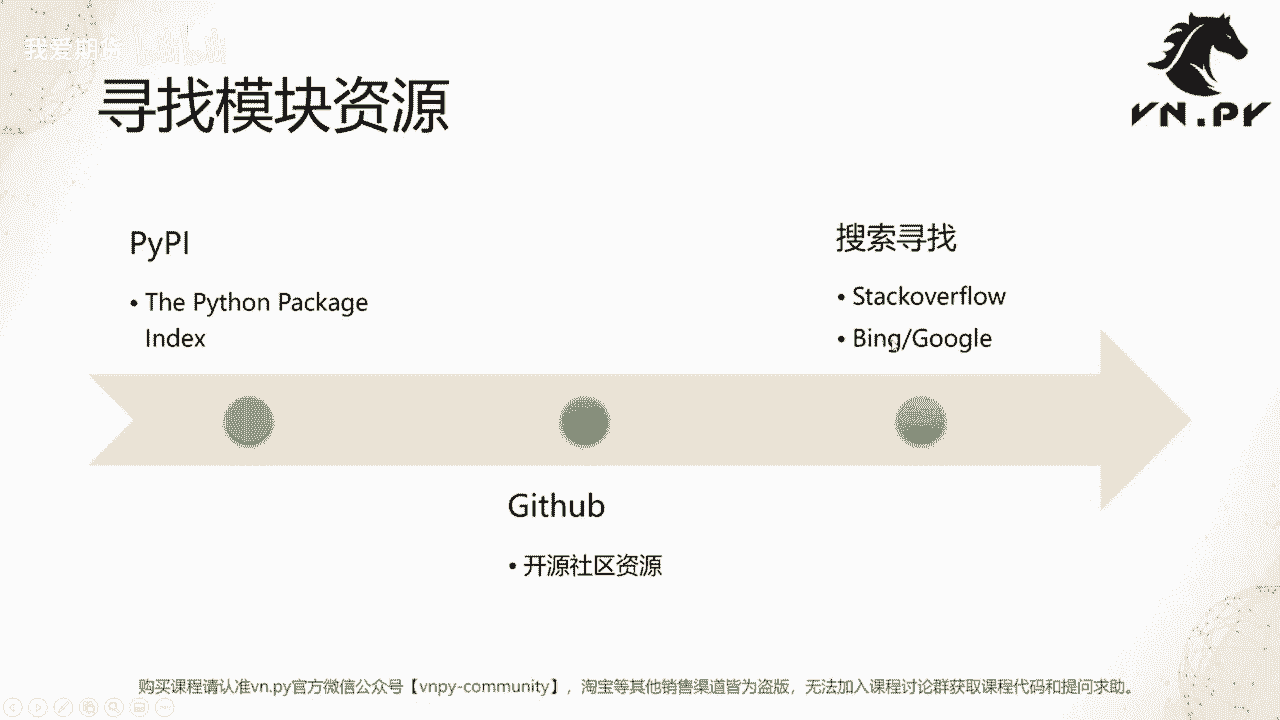 我爱期货
VN.PY
寻找模块资源
PyPI
• The Python Package
Index
搜索寻找
• Stackoverflow
• Bing/Google
Github
• 开源社区资源
购买课程请认准vn.py官方微信公众号【vnpy-community】，淘宝等其他销售渠道皆为盗版，无法加入课程讨论群获取课程代码和提问求助。